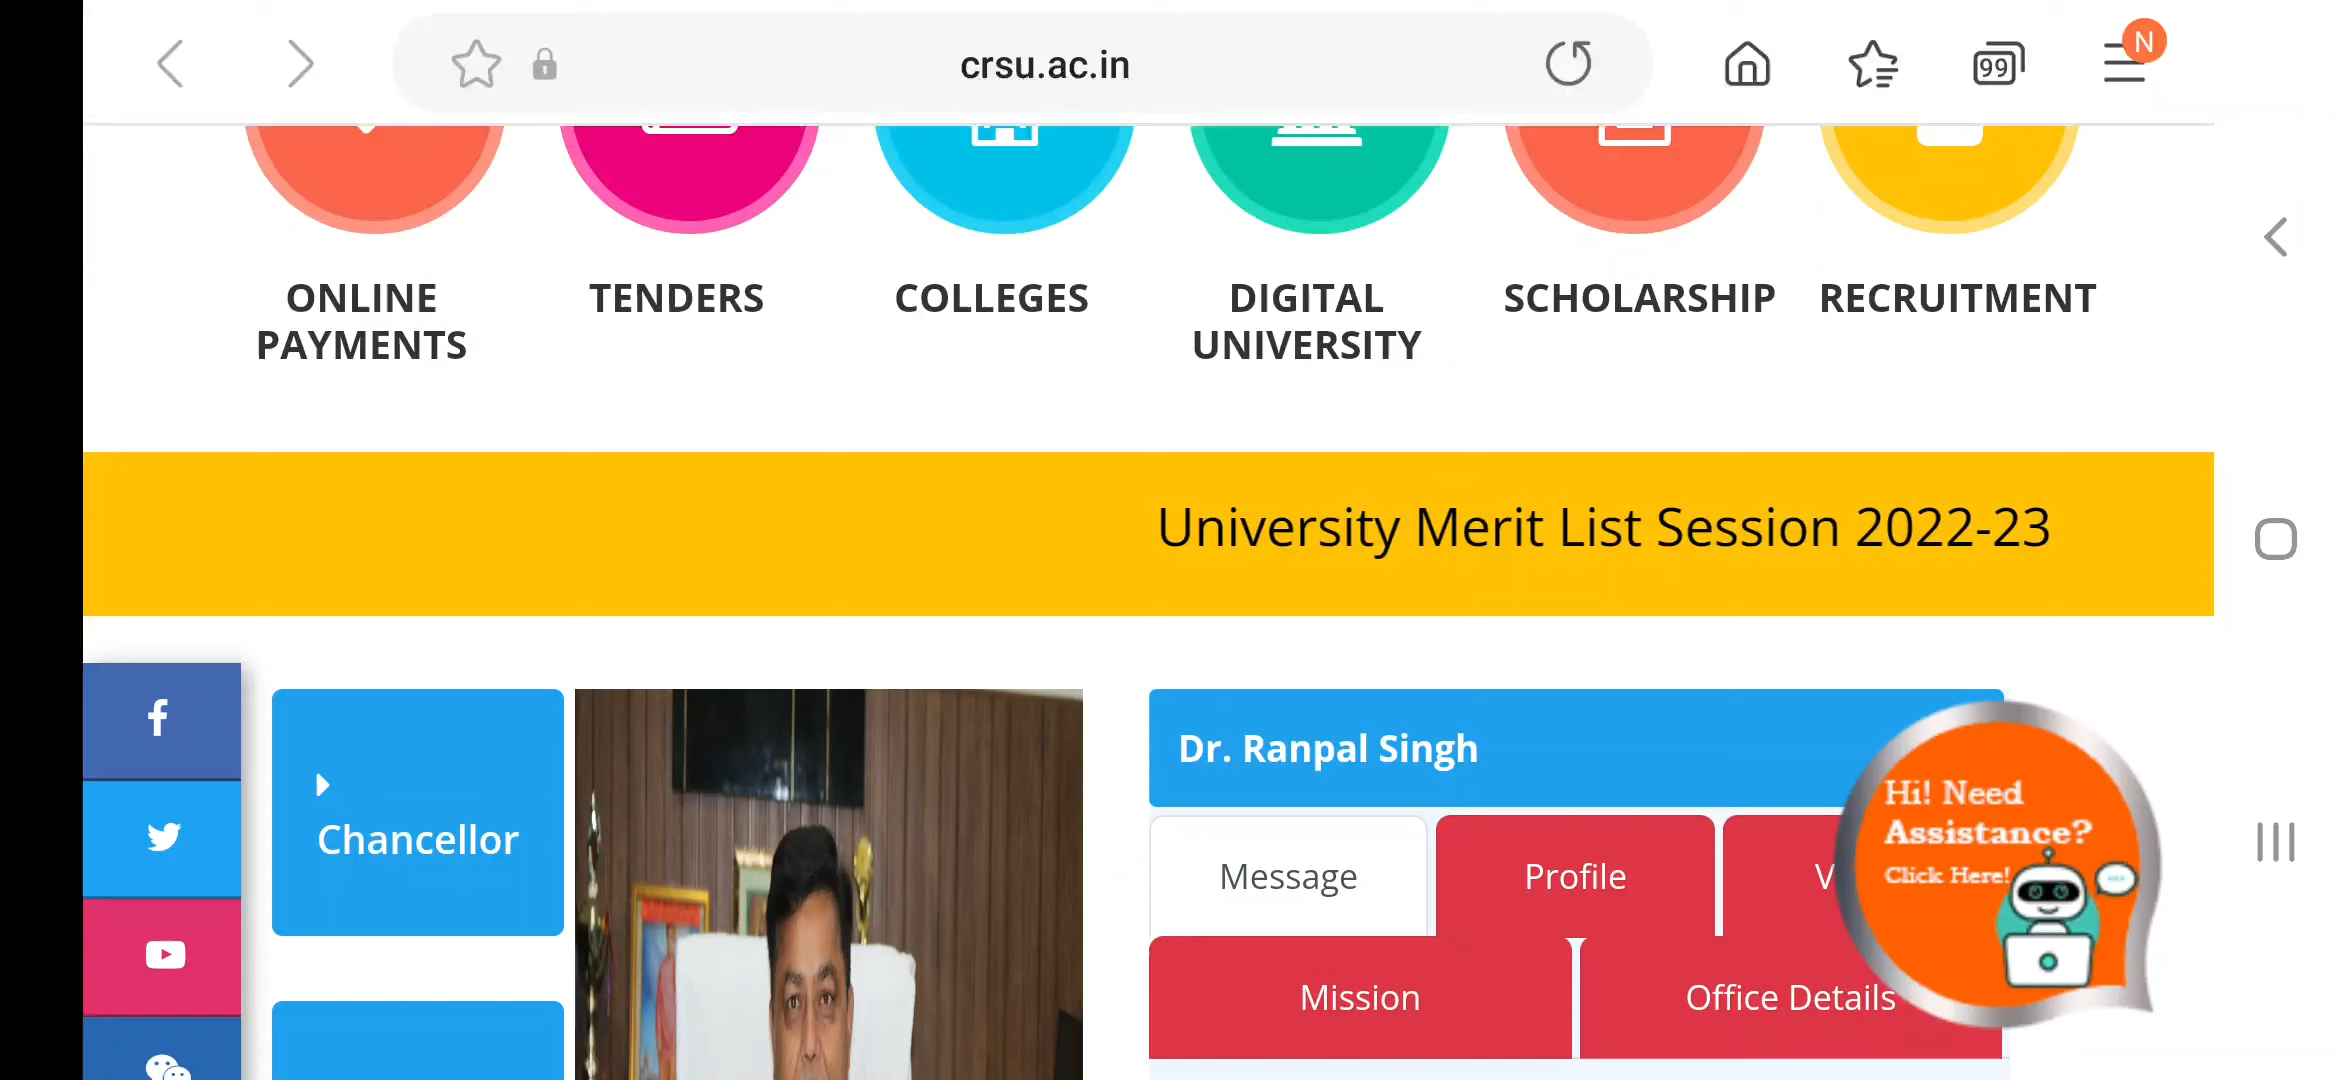 crsu.ac.in
99
N
ONLINE
PAYMENTS
TENDERS
COLLEGES
DIGITAL
UNIVERSITY
SCHOLARSHIP
RECRUITMENT
University Merit List Session 2022-23
Chancellor
Dr. Ranpal Singh
Message
Profile
V
Mission
Office Details
Hi! Need
Assistance?
Click Here!